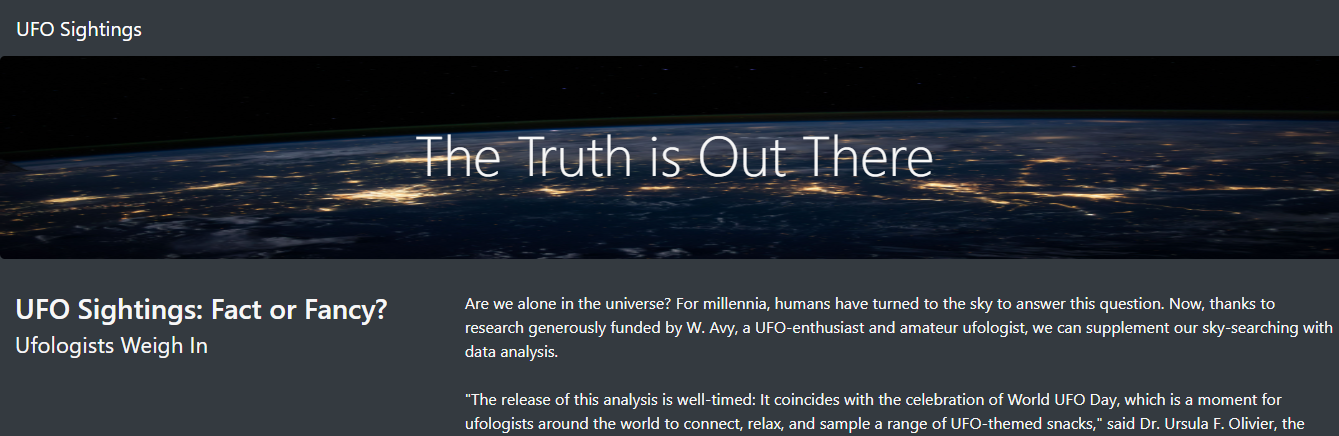 UFO Sightings
The Truth is Out There
UFO Sightings: Fact or Fancy?
Ufologists Weigh In
Are we alone in the universe? For millennia, humans have turned to the sky to answer this question. Now, thanks to
research generously funded by W. Avy, a UFO-enthusiast and amateur ufologist, we can supplement our sky-searching with
data analysis.
"The release of this analysis is well-timed: It coincides with the celebration of World UFO Day, which is a moment for
ufologists around the world to connect, relax, and sample a range of UFO-themed snacks," said Dr. Ursula F. Olivier, the